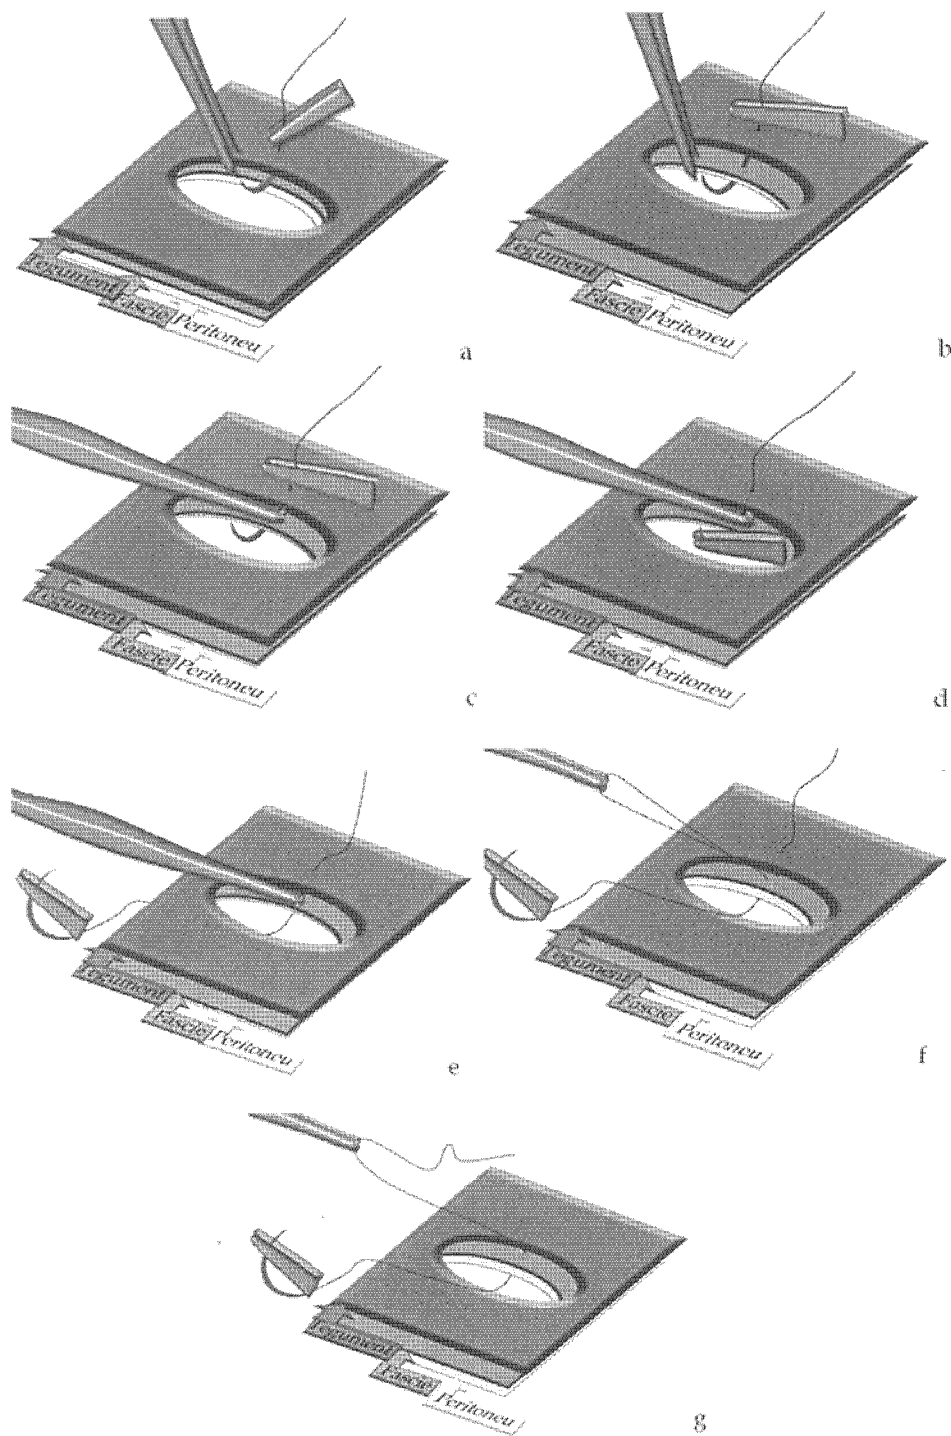 Tegument
Fascie
Peritoneu
a
Tegument
Fascie
Peritoneu
b
Tegument
Fascie
Peritoneu
c
Tegument
Fascie
Peritoneu
d
Tegument
Fascie
Peritoneu
e
Tegument
Fascie
Peritoneu
f
Tegument
Fascie
Peritoneu
g